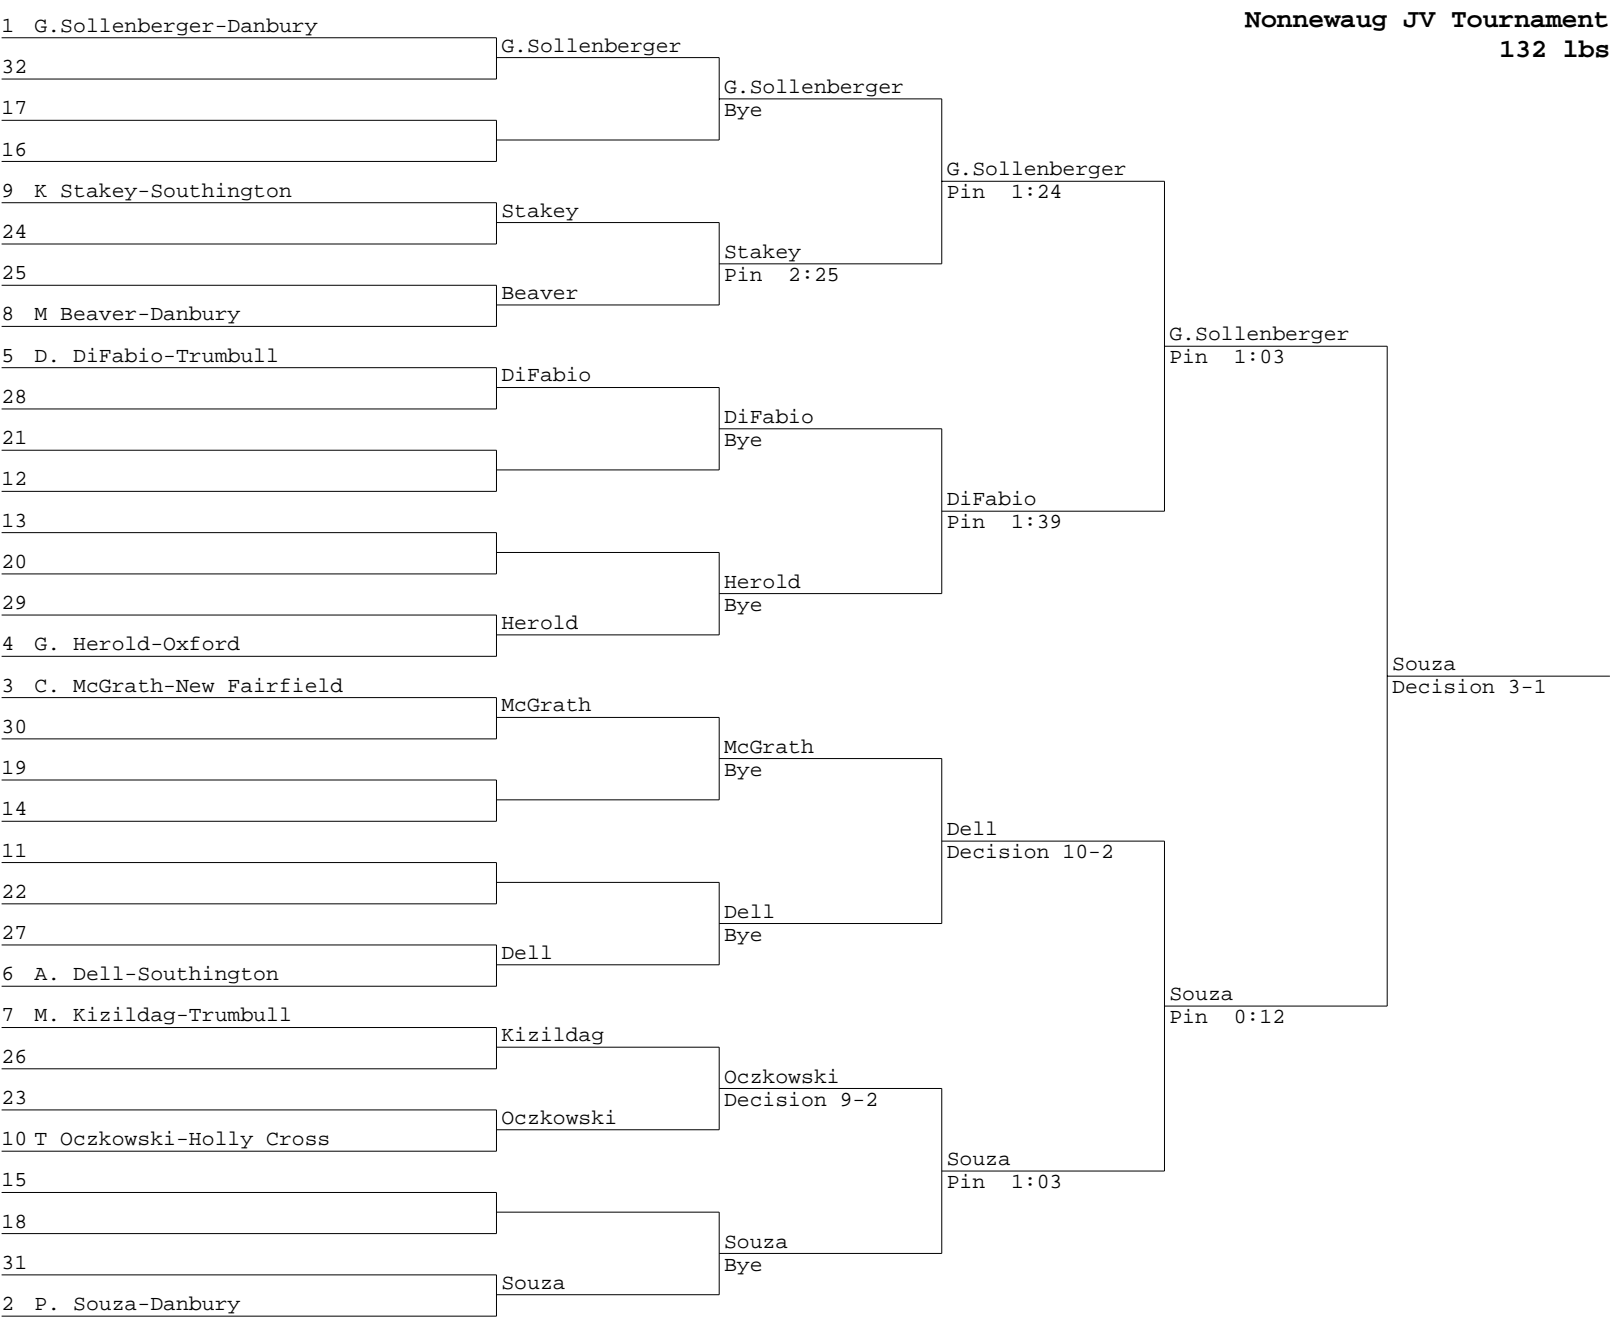 Nonnewaug JV Tournament
132 lbs
1 G.Sollenberger-Danbury
32
17
16
9 K Stakey-Southington
24
25
8 M Beaver-Danbury
5 D. DiFabio-Trumbull
28
21
12
13
20
29
4 G. Herold-Oxford
3 C. McGrath-New Fairfield
30
19
14
11
22
27
6 A. Dell-Southington
7 M. Kizildag-Trumbull
26
23
10 T Oczkowski-Holly Cross
15
18
31
2 P. Souza-Danbury
G.Sollenberger
Stakey
Beaver
DiFabio
Herold
McGrath
Dell
Kizildag
Oczkowski
Souza
G.Sollenberger
Bye
Stakey
Pin 2:25
DiFabio
Bye
Herold
Bye
McGrath
Bye
Dell
Bye
Oczkowski
Decision 9-2
Souza
Bye
G.Sollenberger
Pin 1:24
DiFabio
Pin 1:39
Dell
Decision 10-2
Souza
Pin 1:03
G.Sollenberger
Pin 1:03
Souza
Pin 0:12
Souza
Decision 3-1